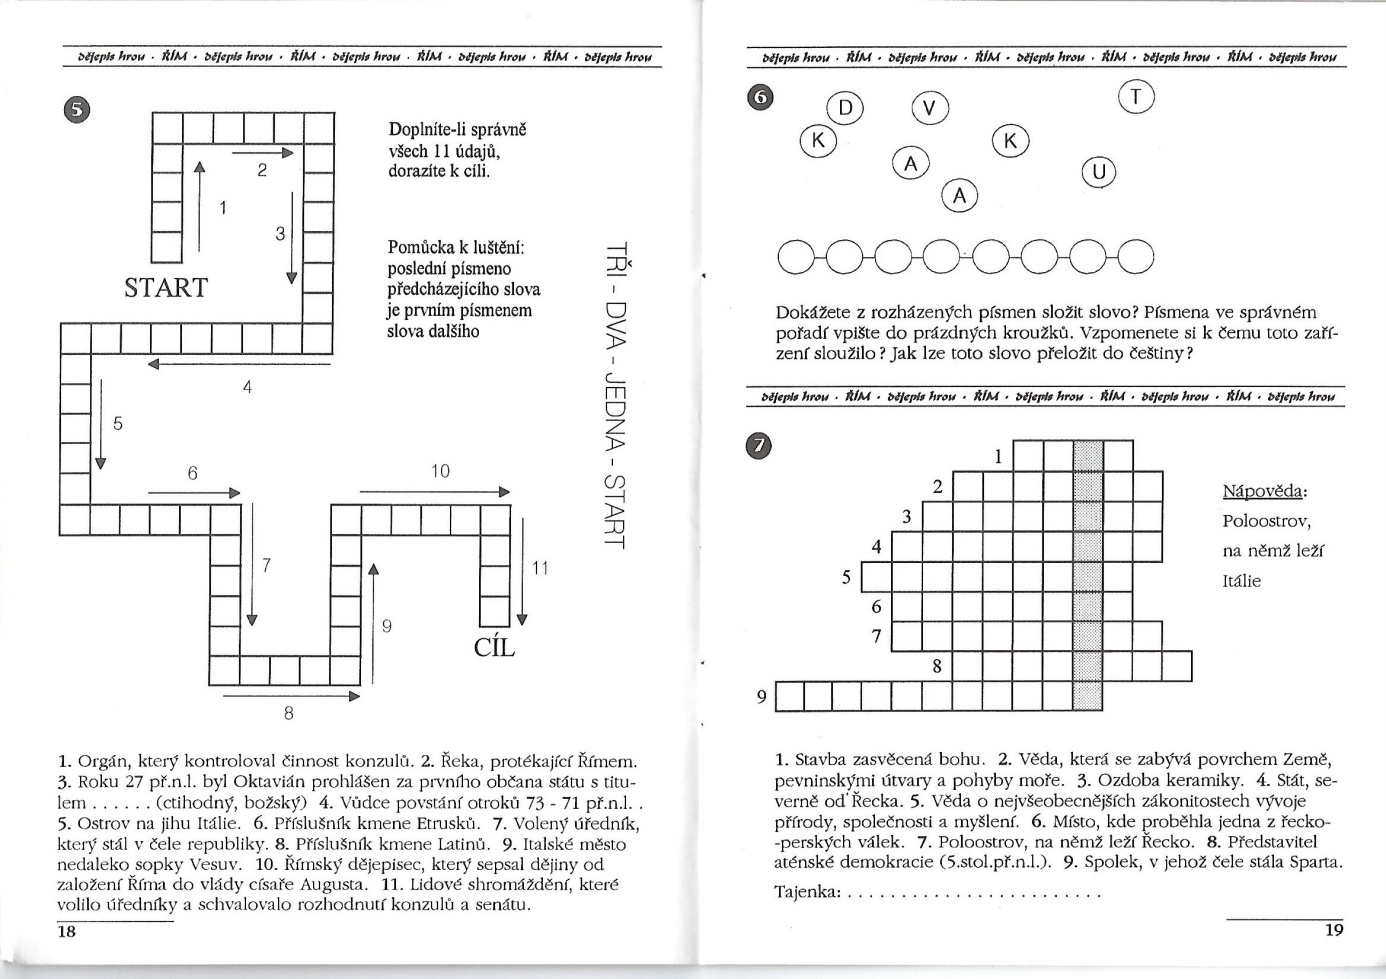 Dějepis hrou · ŘÍM · Dějepis hrou · ŘÍM · Dějepis hrou · ŘÍM · Dějepis hrou · ŘÍM · Dějepis hrou
5
Doplníte-li správně
všech 11 údajů,
dorazíte k cíli.
2
1
3
Pomůcka k luštění:
poslední písmeno
předcházejícího slova
je prvním písmenem
slova dalšího
START
TŘI - DVA - JEDNA - START
4
5
6
10
7
11
9
CÍL
8
1. Orgán, který kontroloval činnost konzulů. 2. Řeka, protékající Římem.
3. Roku 27 př.n.l. byl Oktavián prohlášen za prvního občana státu s titu-
lem . . . . . . (ctihodný, božský) 4. Vůdce povstání otroků 73 - 71 př.n.l. .
5. Ostrov na jihu Itálie. 6. Příslušník kmene Etrusků. 7. Volený úředník,
který stál v čele republiky. 8. Příslušník kmene Latinů. 9. Italské město
nedaleko sopky Vesuv. 10. Římský dějepisec, který sepsal dějiny od
založení Říma do vlády císaře Augusta. 11. Lidové shromáždění, které
volilo úředníky a schvalovalo rozhodnutí konzulů a senátu.
18
Dějepis hrou · ŘÍM · Dějepis hrou · ŘÍM · Dějepis hrou · ŘÍM · Dějepis hrou · ŘÍM · Dějepis hrou
6
D
V
T
K
K
A
U
A
Dokážete z rozházených písmen složit slovo? Písmena ve správném
pořadí vpište do prázdných kroužků. Vzpomenete si k čemu toto zaří-
zení sloužilo? Jak lze toto slovo přeložit do češtiny?
Dějepis hrou · ŘÍM · Dějepis hrou · ŘÍM · Dějepis hrou · ŘÍM · Dějepis hrou · ŘÍM · Dějepis hrou
7
1
2
3
4
5
6
7
8
9
Nápověda:
Poloostrov,
na němž leží
Itálie
1. Stavba zasvěcená bohu. 2. Věda, která se zabývá povrchem Země,
pevninskými útvary a pohyby moře. 3. Ozdoba keramiky. 4. Stát, se-
verně od Řecka. 5. Věda o nejvšeobecnějších zákonitostech vývoje
přírody, společnosti a myšlení. 6. Místo, kde proběhla jedna z řecko-
-perských válek. 7. Poloostrov, na němž leží Řecko. 8. Představitel
aténské demokracie (5.stol.př.n.l.). 9. Spolek, v jehož čele stála Sparta.
Tajenka: . . . . . . . . . . . . . . . . . . . . . . . .
19